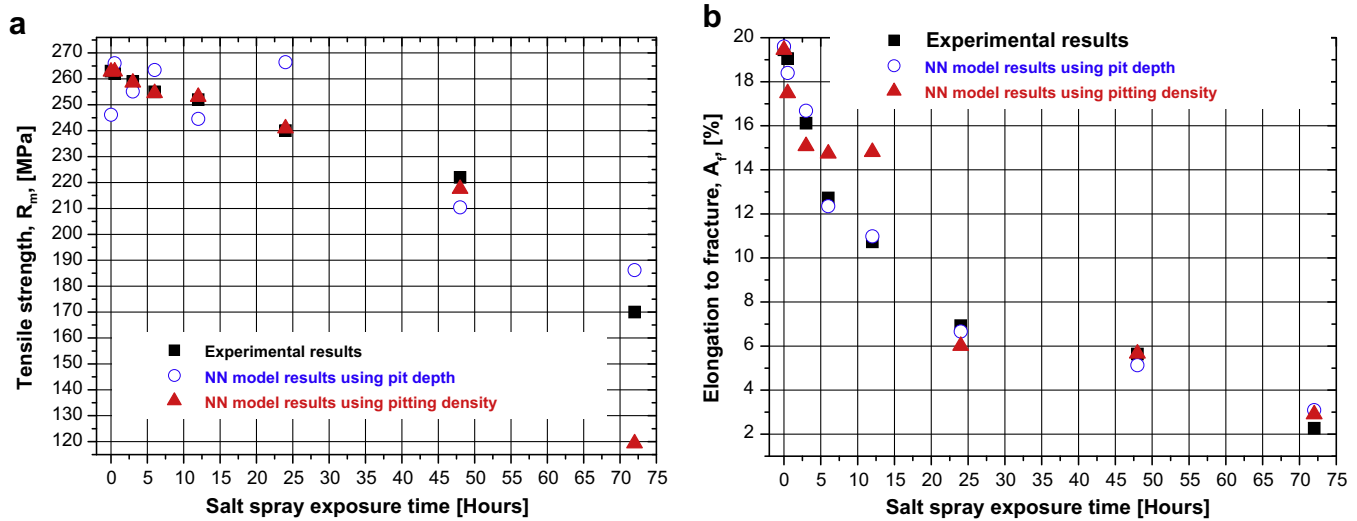 a
270
260
250
240
230
220
210
200
190
180
170
160
150
140
130
120
Tensile strength, Rm, [MPa]
Experimental results
NN model results using pit depth
NN model results using pitting density
0 5 10 15 20 25 30 35 40 45 50 55 60 65 70 75
Salt spray exposure time [Hours]
b
20
18
16
14
12
10
8
6
4
2
Elongation to fracture, Af, [%]
Experimental results
NN model results using pit depth
NN model results using pitting density
0 5 10 15 20 25 30 35 40 45 50 55 60 65 70 75
Salt spray exposure time [Hours]